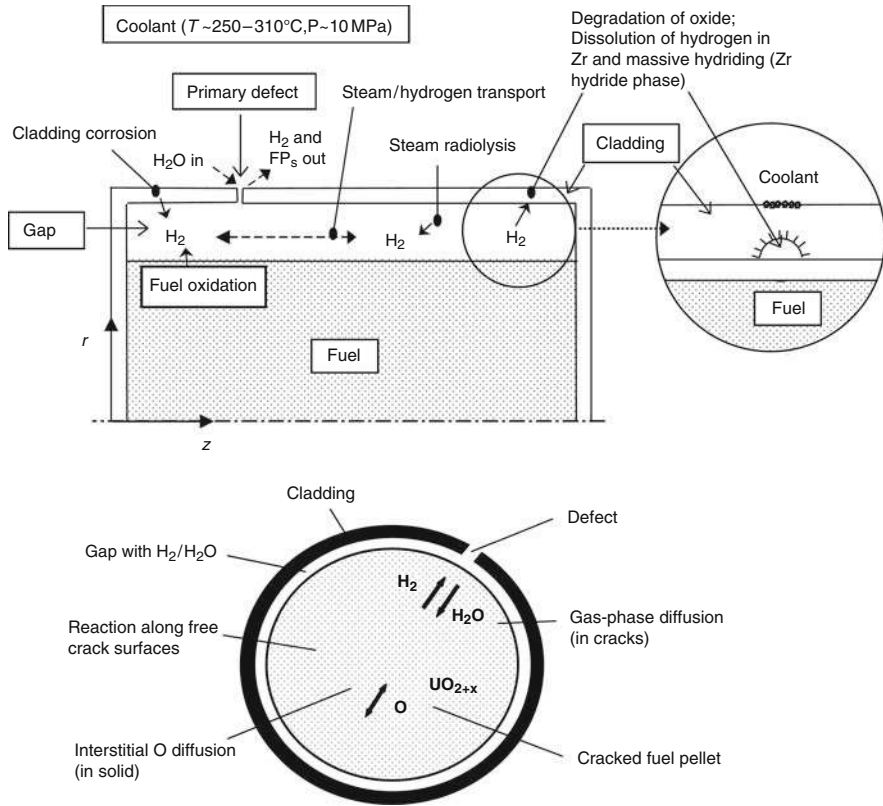 Coolant (T ~250–310°C,P~10 MPa)
Degradation of oxide;
Dissolution of hydrogen in
Zr and massive hydriding (Zr
hydride phase)
Primary defect
Steam/hydrogen transport
Cladding corrosion
H₂O in
H₂ and
FPₛ out
Steam radiolysis
Cladding
Coolant
Gap
H₂
H₂
H₂
Fuel oxidation
Fuel
Fuel
r
z
Cladding
Defect
Gap with H₂/H₂O
H₂
H₂O
Gas-phase diffusion
(in cracks)
Reaction along free
crack surfaces
UO₂₊ₓ
O
Interstitial O diffusion
(in solid)
Cracked fuel pellet